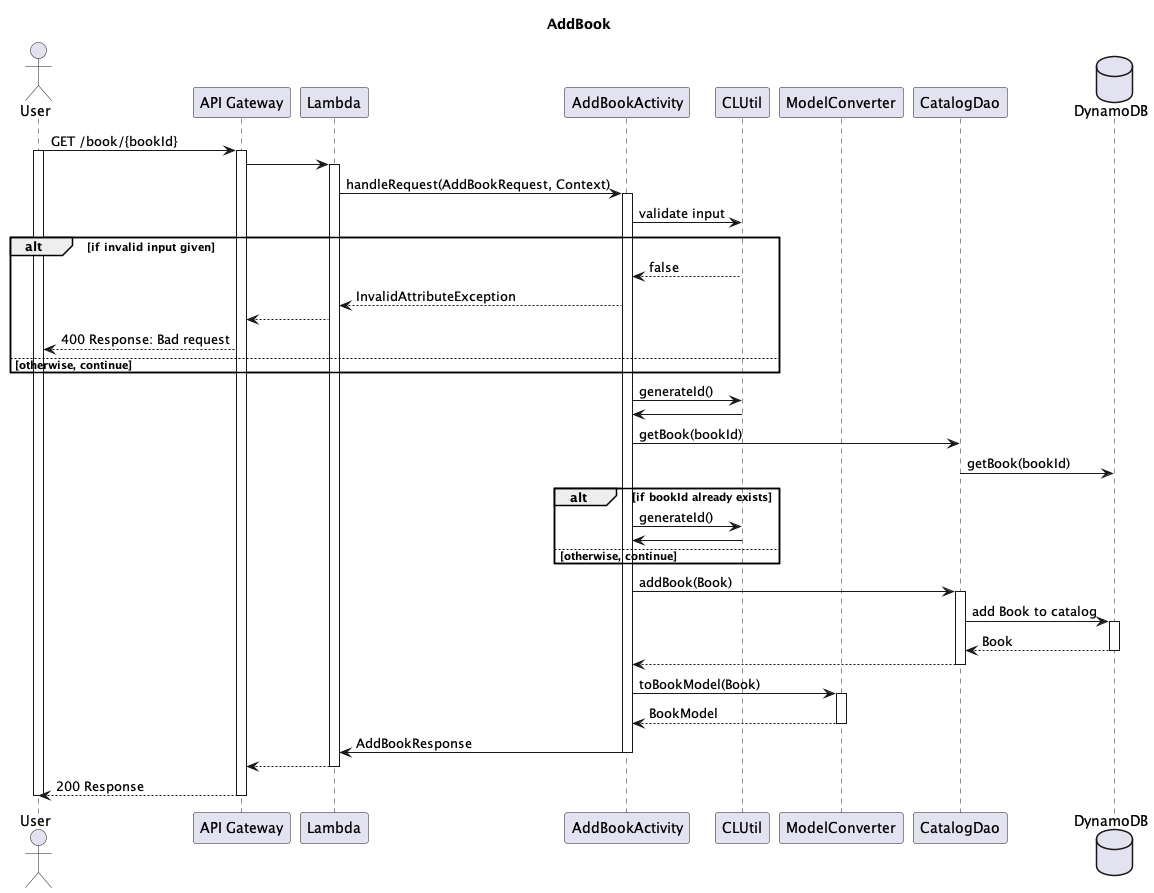 AddBook
User
API Gateway
Lambda
AddBookActivity
CLUtil
ModelConverter
CatalogDao
DynamoDB
GET /book/{bookId}
handleRequest(AddBookRequest, Context)
validate input
alt
[if invalid input given]
false
InvalidAttributeException
400 Response: Bad request
[otherwise, continue]
generateId()
getBook(bookId)
getBook(bookId)
alt
[if bookId already exists]
generateId()
[otherwise, continue]
addBook(Book)
add Book to catalog
Book
toBookModel(Book)
BookModel
AddBookResponse
200 Response
User
API Gateway
Lambda
AddBookActivity
CLUtil
ModelConverter
CatalogDao
DynamoDB